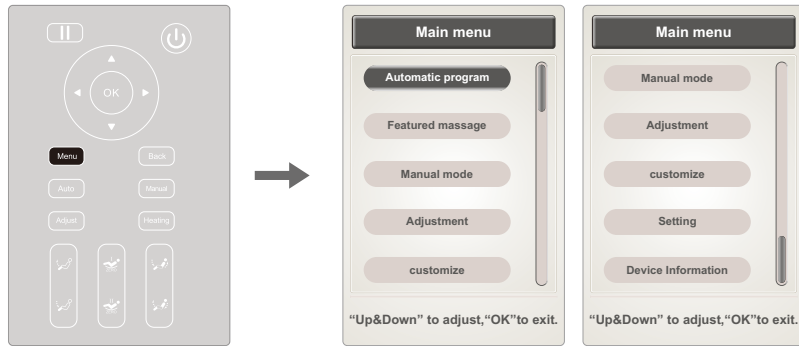 OK
Menu
Back
Auto
Manual
Adjust
Heating
Main menu
Automatic program
Featured massage
Manual mode
Adjustment
customize
“Up&Down” to adjust,“OK”to exit.
Main menu
Manual mode
Adjustment
customize
Setting
Device Information
“Up&Down” to adjust,“OK”to exit.